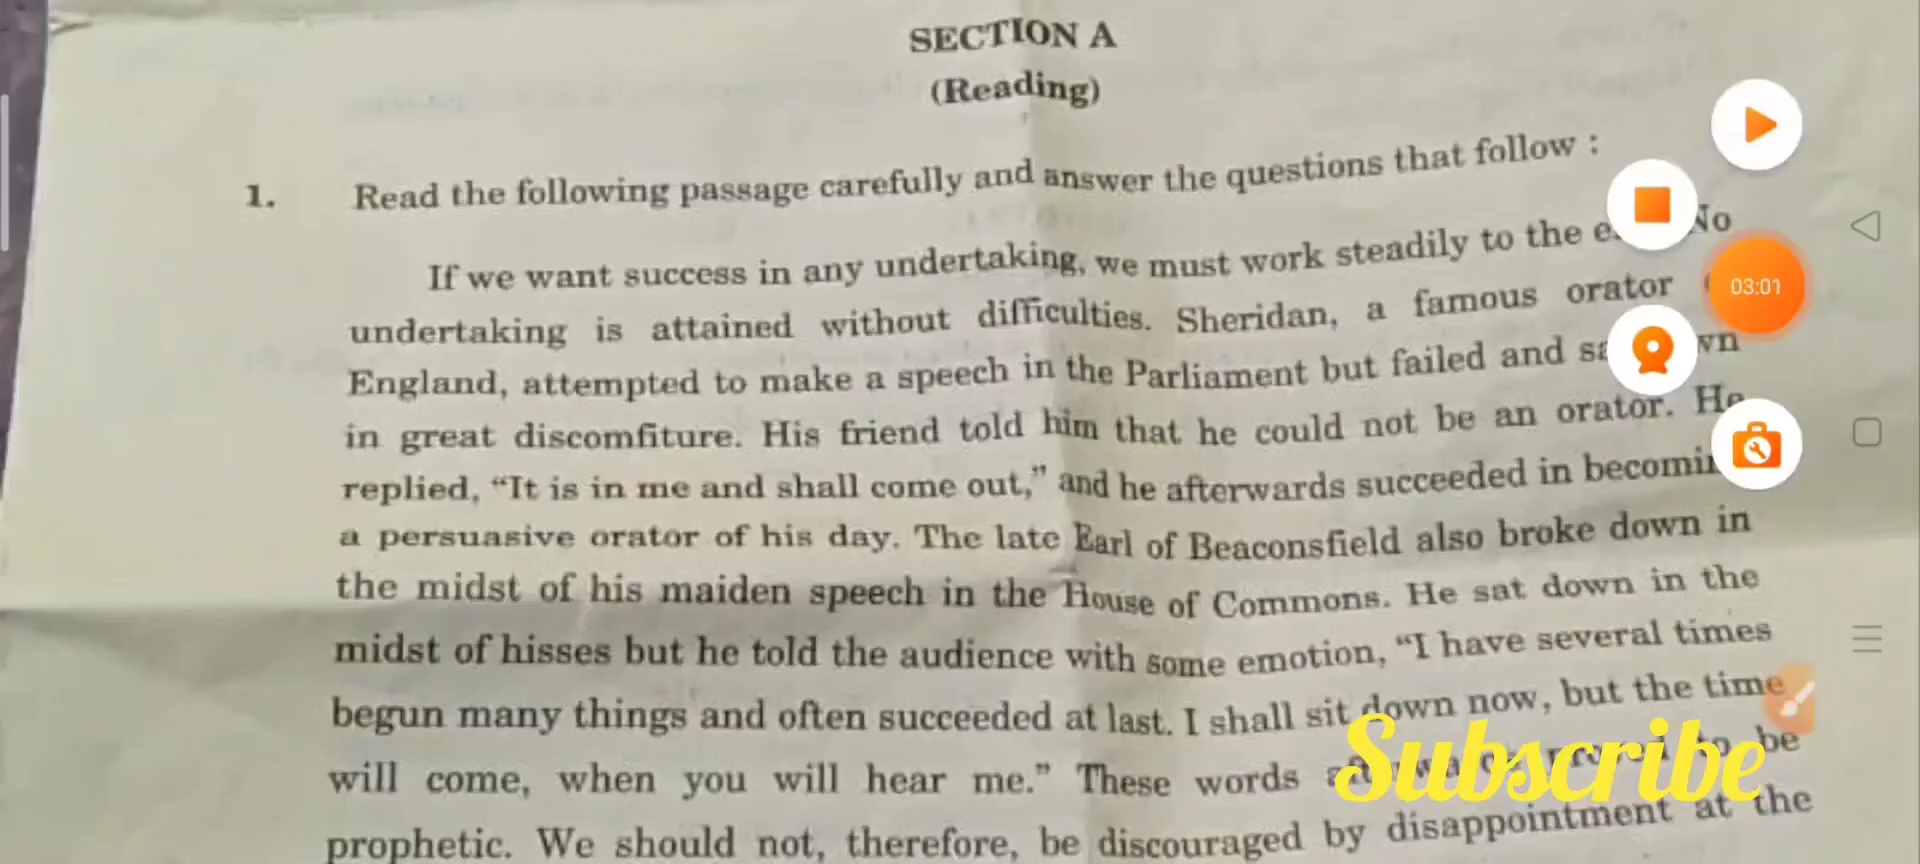 SECTION A
(Reading)
1. Read the following passage carefully and answer the questions that follow :
If we want success in any undertaking, we must work steadily to the No
undertaking is attained without difficulties. Sheridan, a famous orator
England, attempted to make a speech in the Parliament but failed and
in great discomfiture. His friend told him that he could not be an orator. He
replied, “It is in me and shall come out,” and he afterwards succeeded in
a persuasive orator of his day. The late Earl of Beaconsfield also broke down in
the midst of his maiden speech in the House of Commons. He sat down in the
midst of hisses but he told the audience with some emotion, “I have several times
begun many things and often succeeded at last. I shall sit down now, but the time
will come, when you will hear me.” These words to be
prophetic. We should not, therefore, be discouraged by disappointment at the
03:01
Subscribe